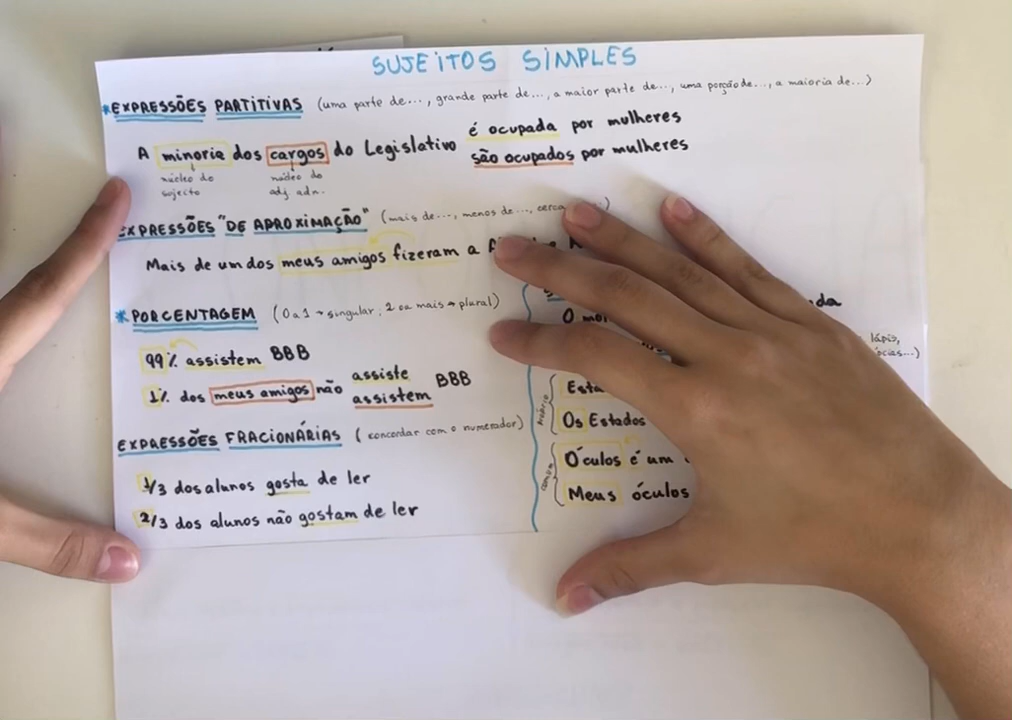 SUJEITOS SIMPLES
*EXPRESSÕES PARTITIVAS (uma parte de..., grande parte de..., a maior parte de..., uma porção de..., a maioria de...)
A minoria dos cargos do Legislativo é ocupada por mulheres
são ocupados por mulheres
núcleo do sujeito
núcleo do adj. adn.
EXPRESSÕES "DE APROXIMAÇÃO" (mais de..., menos de..., cerca
Mais de um dos meus amigos fizeram a
*PORCENTAGEM (0 a 1 → singular, 2 ou mais → plural)
99% assistem BBB
1% dos meus amigos não assiste BBB
assistem
EXPRESSÕES FRACIONÁRIAS (concordar com o numerador)
1/3 dos alunos gosta de ler
2/3 dos alunos não gostam de ler
O
lápis,
Esta
Os Estados
comum
Óculos é um
Meus óculos